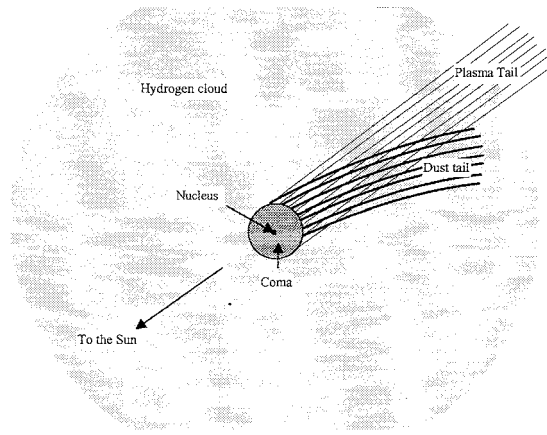 Plasma Tail
Hydrogen cloud
Dust tail
Nucleus
Coma
To the Sun